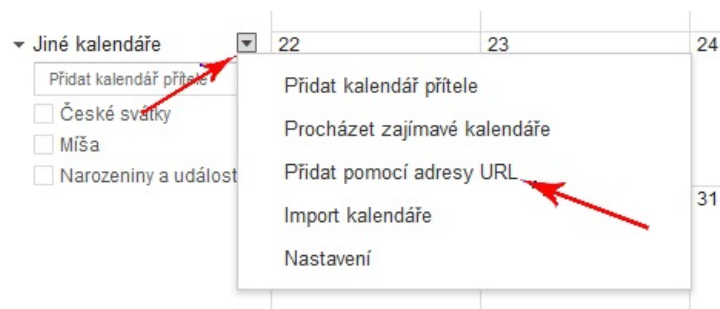 Jiné kalendáře
22
23
24
Přidat kalendář přítele
České svátky
Míša
Narozeniny a událost
Přidat kalendář přítele
Procházet zajímavé kalendáře
Přidat pomocí adresy URL
Import kalendáře
Nastavení
31